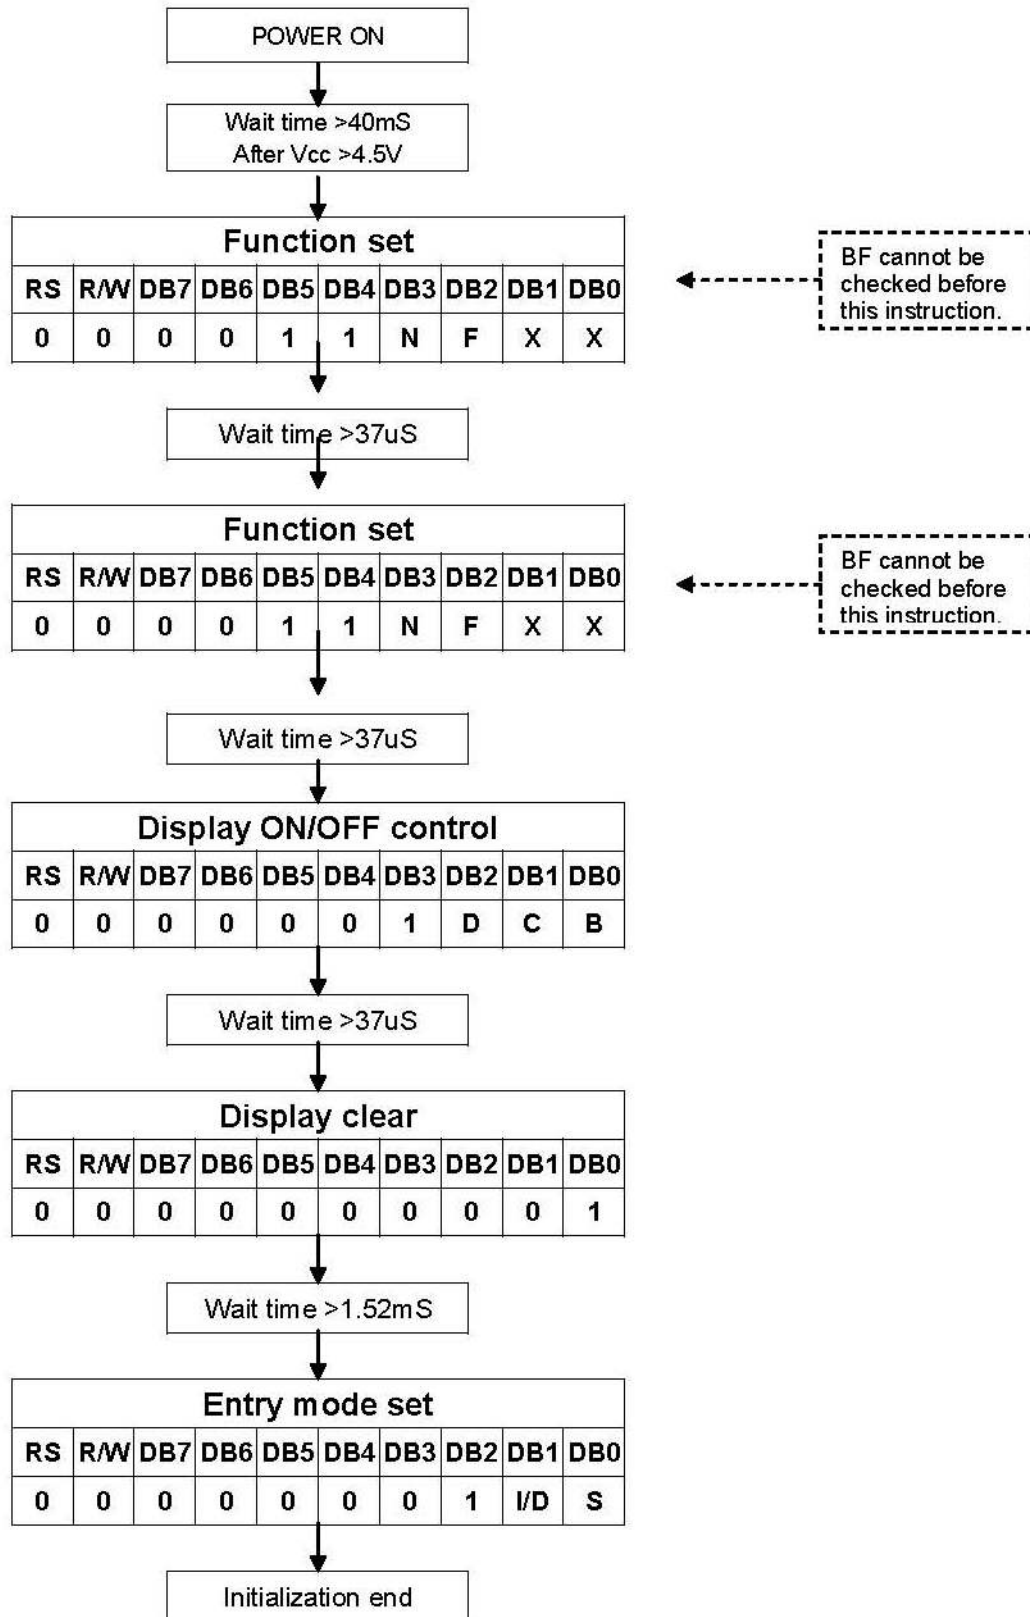 POWER ON
Wait time >40mS
After Vcc >4.5V
Function set
RS R/W DB7 DB6 DB5 DB4 DB3 DB2 DB1 DB0
0 0 0 0 1 1 N F X X
BF cannot be
checked before
this instruction.
Wait time >37uS
Function set
RS R/W DB7 DB6 DB5 DB4 DB3 DB2 DB1 DB0
0 0 0 0 1 1 N F X X
BF cannot be
checked before
this instruction.
Wait time >37uS
Display ON/OFF control
RS R/W DB7 DB6 DB5 DB4 DB3 DB2 DB1 DB0
0 0 0 0 0 0 1 D C B
Wait time >37uS
Display clear
RS R/W DB7 DB6 DB5 DB4 DB3 DB2 DB1 DB0
0 0 0 0 0 0 0 0 0 1
Wait time >1.52mS
Entry mode set
RS R/W DB7 DB6 DB5 DB4 DB3 DB2 DB1 DB0
0 0 0 0 0 0 0 1 I/D S
Initialization end